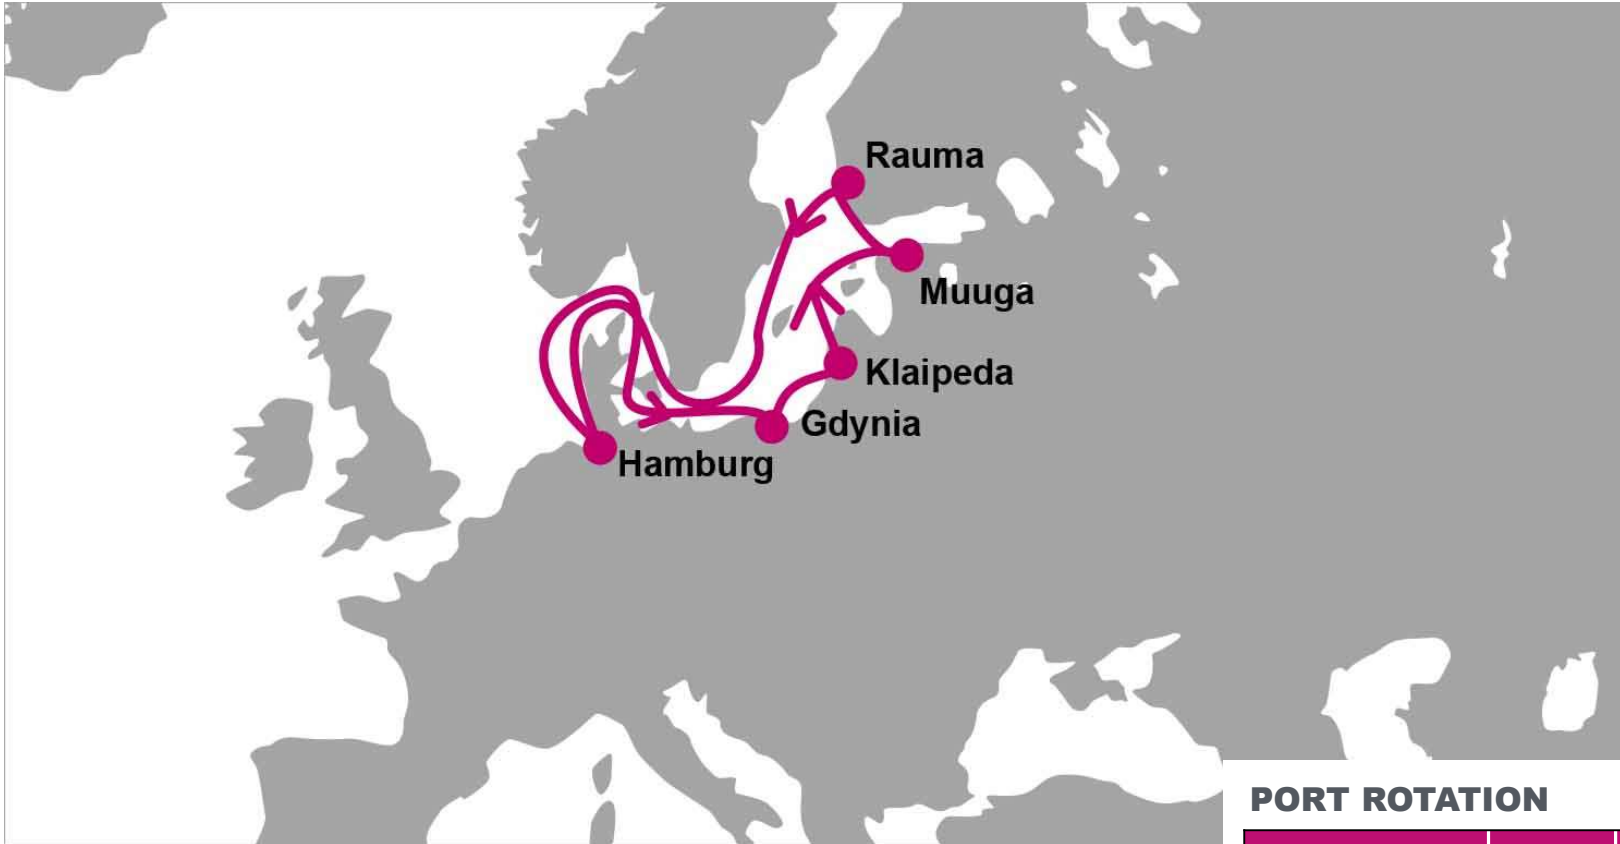 Rauma
Muuga
Klaipeda
Gdynia
Hamburg
PORT ROTATION